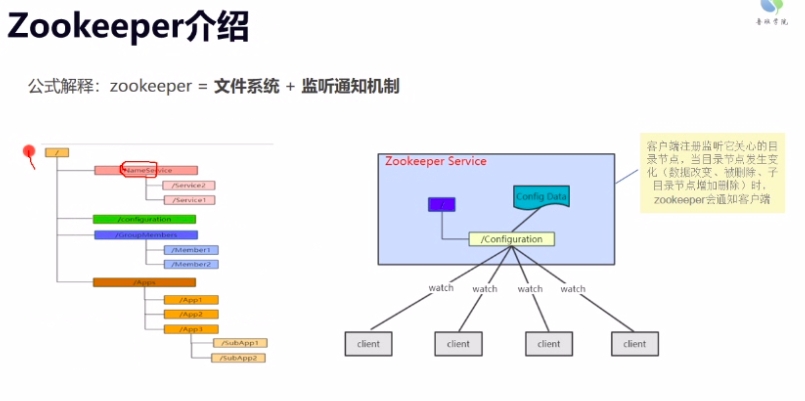 Zookeeper介绍
公式解释：zookeeper = 文件系统 + 监听通知机制
/
/NameService
/Service2
/Service1
/configuration
/GroupMembers
/Member1
/Member2
/Apps
/App1
/App2
/App3
/SubApp1
/SubApp2
Zookeeper Service
/
Config Data
/Configuration
watch
watch
watch
watch
client
client
client
client
客户端注册监听它关心的目
录节点，当目录节点发生变
化（数据改变、被删除、子
目录节点增加删除）时，
zookeeper会通知客户端